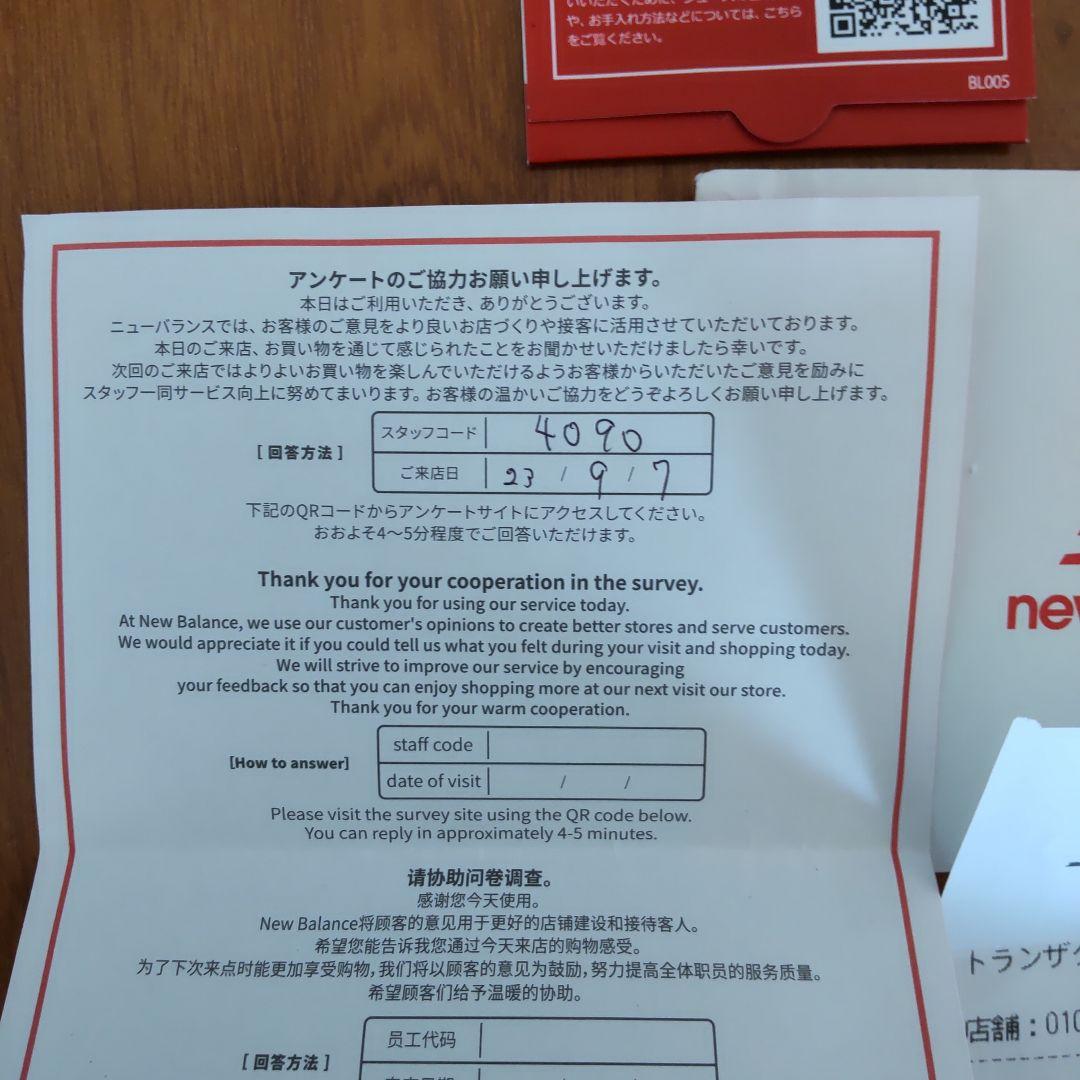 や、お手入れ方法などについては、こちら
をご覧ください。
BL005
アンケートのご協力お願い申し上げます。
本日はご利用いただき、ありがとうございます。
ニューバランスでは、お客様のご意見をより良いお店づくりや接客に活用させていただいております。
本日のご来店、お買い物を通じて感じられたことをお聞かせいただけましたら幸いです。
次回のご来店ではよりよいお買い物を楽しんでいただけるようお客様からいただいたご意見を励みに
スタッフ一同サービス向上に努めてまいります。お客様の温かいご協力をどうぞよろしくお願い申し上げます。
[回答方法]
スタッフコード 4090
ご来店日 23 / 9 / 7
下記のQRコードからアンケートサイトにアクセスしてください。
おおよそ4〜5分程度でご回答いただけます。
Thank you for your cooperation in the survey.
Thank you for using our service today.
At New Balance, we use our customer's opinions to create better stores and serve customers.
We would appreciate it if you could tell us what you felt during your visit and shopping today.
We will strive to improve our service by encouraging
your feedback so that you can enjoy shopping more at our next visit our store.
Thank you for your warm cooperation.
staff code
[How to answer]
date of visit / /
Please visit the survey site using the QR code below.
You can reply in approximately 4-5 minutes.
请协助问卷调查。
感谢您今天使用。
New Balance将顾客的意见用于更好的店铺建设和接待客人。
希望您能告诉我您通过今天来店的购物感受。
为了下次来点时能更加享受购物,我们将以顾客的意见为鼓励,努力提高全体职员的服务质量。
希望顾客们给予温暖的协助。
员工代码
[回答方法]
new
トランザク
店舗:010